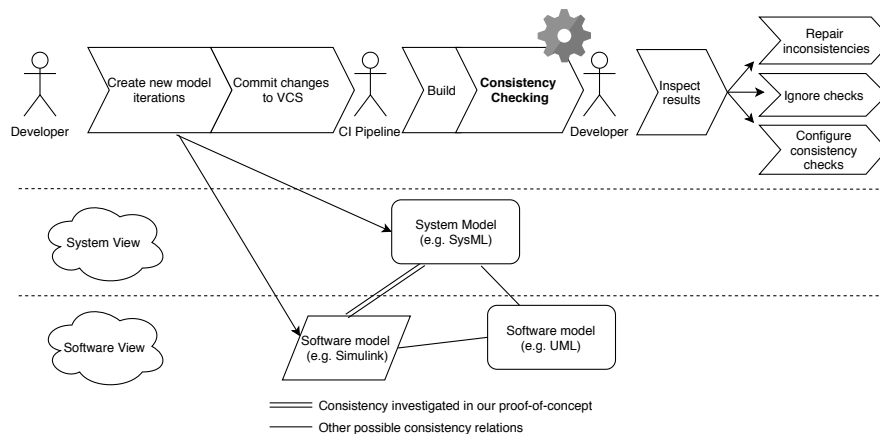 Developer
Create new model
iterations
Commit changes
to VCS
CI Pipeline
Build
Consistency
Checking
Developer
Inspect
results
Repair
inconsistencies
Ignore checks
Configure
consistency
checks
System View
System Model
(e.g. SysML)
Software View
Software model
(e.g. Simulink)
Software model
(e.g. UML)
Consistency investigated in our proof-of-concept
Other possible consistency relations